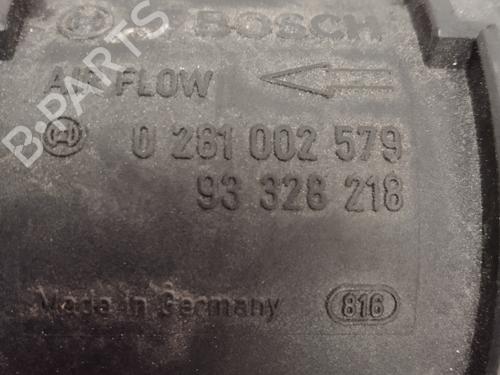 BOSCH
AIR FLOW
0 281 002 579
93 328 218
Made in Germany 816
B-PARTS